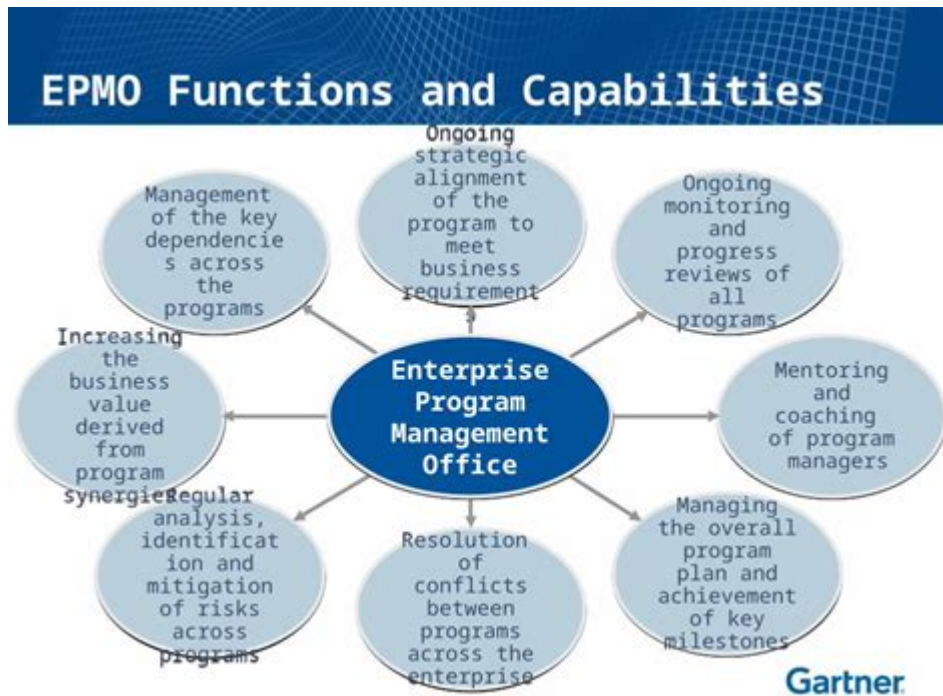 EPMO Functions and Capabilities
Ongoing
strategic
alignment
of the
program to
meet
business
requirement
s
Management
of the key
dependencie
s across
the
programs
Ongoing
monitoring
and
progress
reviews of
all
programs
Increasing
the
business
value
derived
from
program
synergies
Enterprise
Program
Management
Office
Mentoring
and
coaching
of program
managers
Regular
analysis,
identificat
ion and
mitigation
of risks
across
programs
Resolution
of
conflicts
between
programs
across the
enterprise
Managing
the overall
program
plan and
achievement
of key
milestones
Gartner